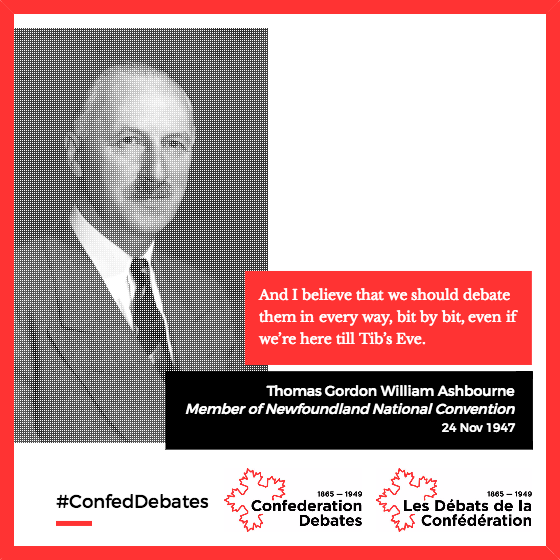 And I believe that we should debate
them in every way, bit by bit, even if
we're here till Tib's Eve.
Thomas Gordon William Ashbourne
Member of Newfoundland National Convention
24 Nov 1947
#ConfedDebates
1865 — 1949
Confederation
Debates
1865 — 1949
Les Débats de la
Confédération